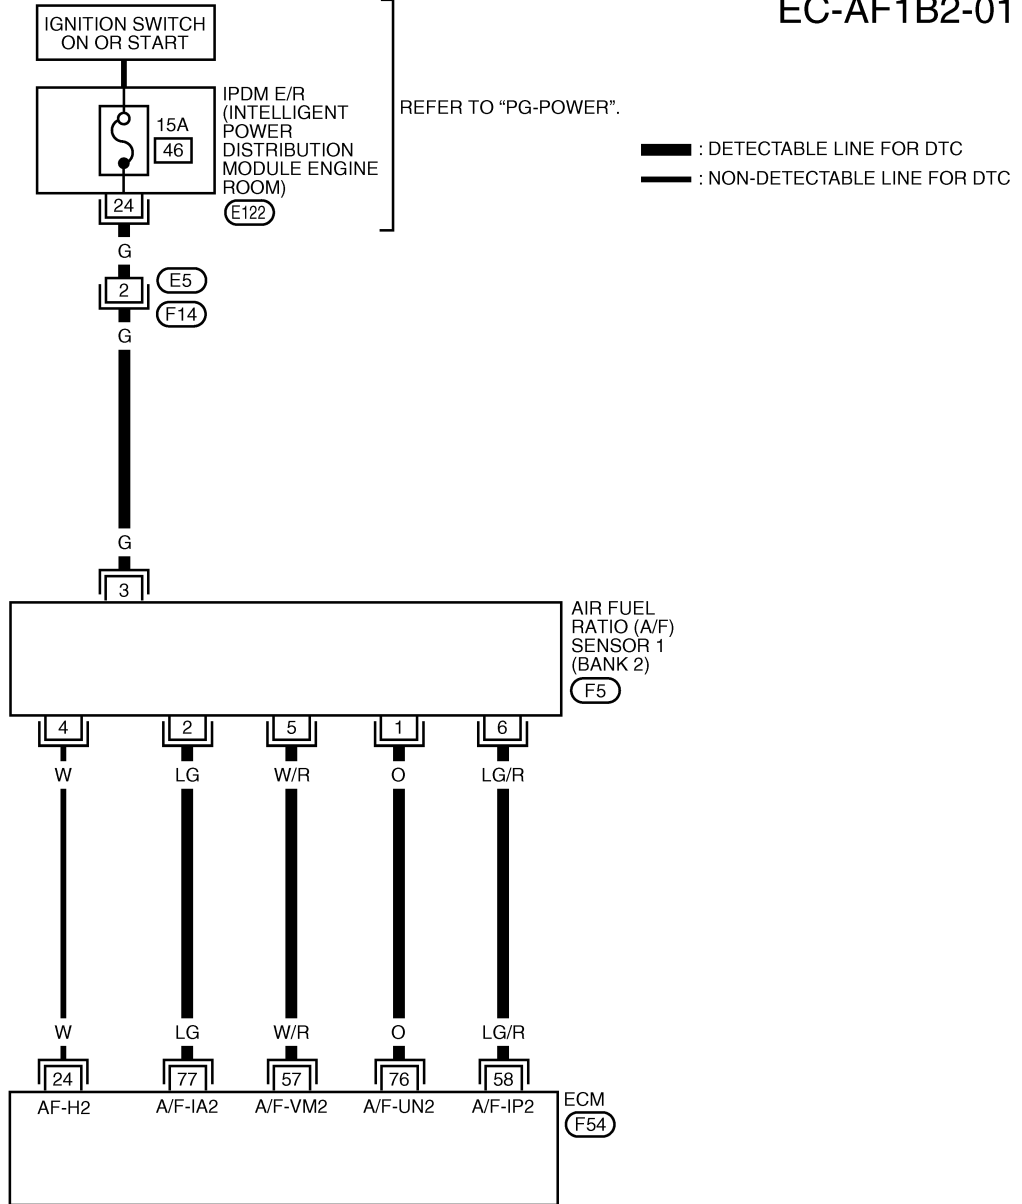 EC-AF1B2-01
IGNITION SWITCH
ON OR START
IPDM E/R
(INTELLIGENT
POWER
DISTRIBUTION
MODULE ENGINE
ROOM)
E122
15A
46
24
REFER TO “PG-POWER”.
: DETECTABLE LINE FOR DTC
: NON-DETECTABLE LINE FOR DTC
G
2
E5
F14
G
G
3
AIR FUEL
RATIO (A/F)
SENSOR 1
(BANK 2)
F5
4 2 5 1 6
W LG W/R O LG/R
W LG W/R O LG/R
24 77 57 76 58
AF-H2 A/F-IA2 A/F-VM2 A/F-UN2 A/F-IP2
ECM
F54